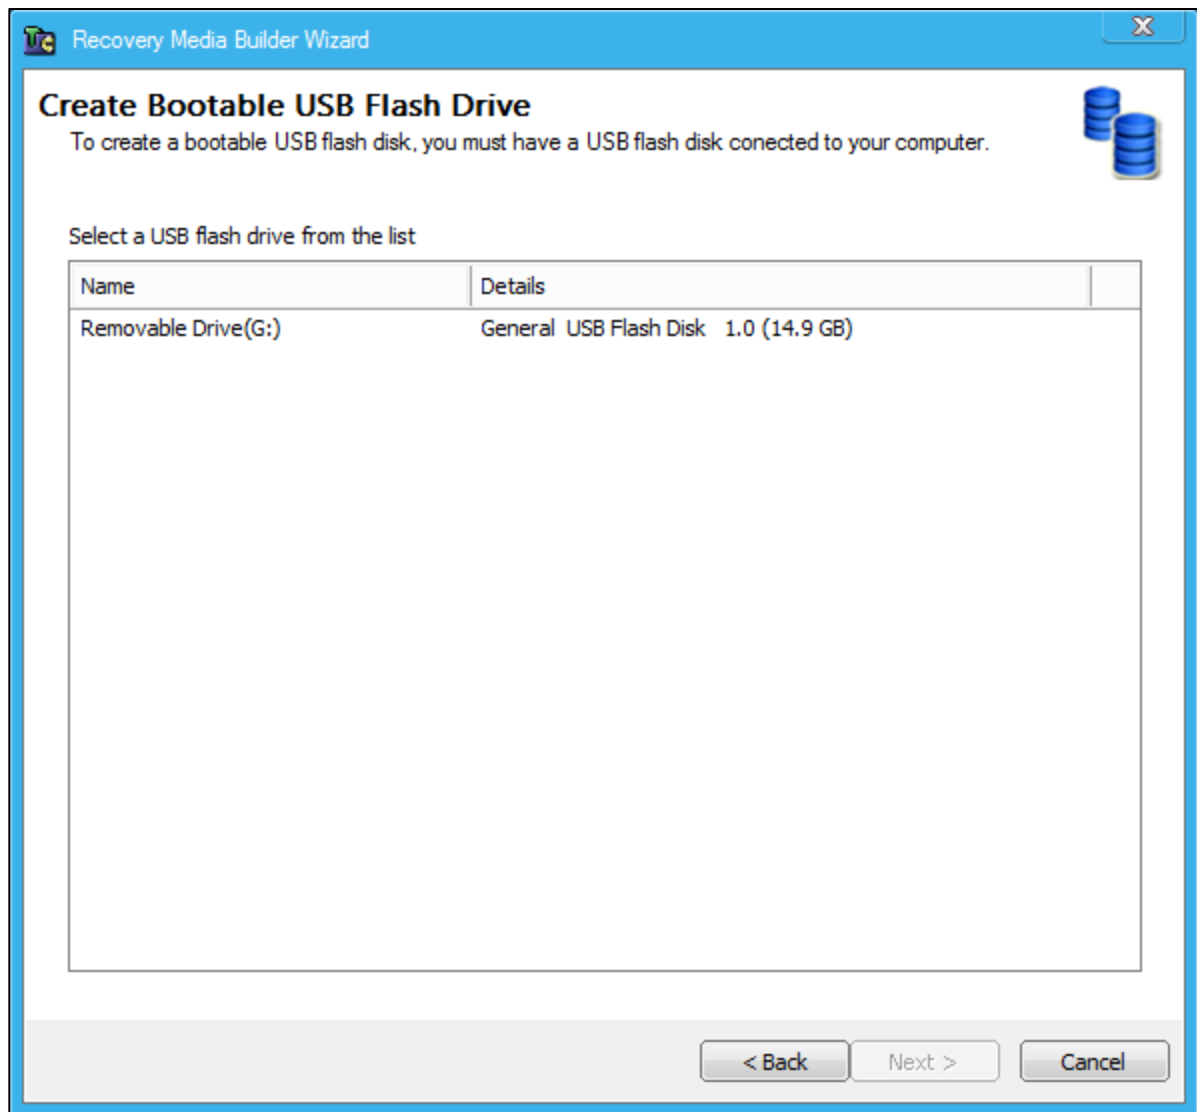 Recovery Media Builder Wizard
Create Bootable USB Flash Drive
To create a bootable USB flash disk, you must have a USB flash disk conected to your computer.
Select a USB flash drive from the list
Name Details
Removable Drive(G:) General USB Flash Disk 1.0 (14.9 GB)
< Back Next > Cancel